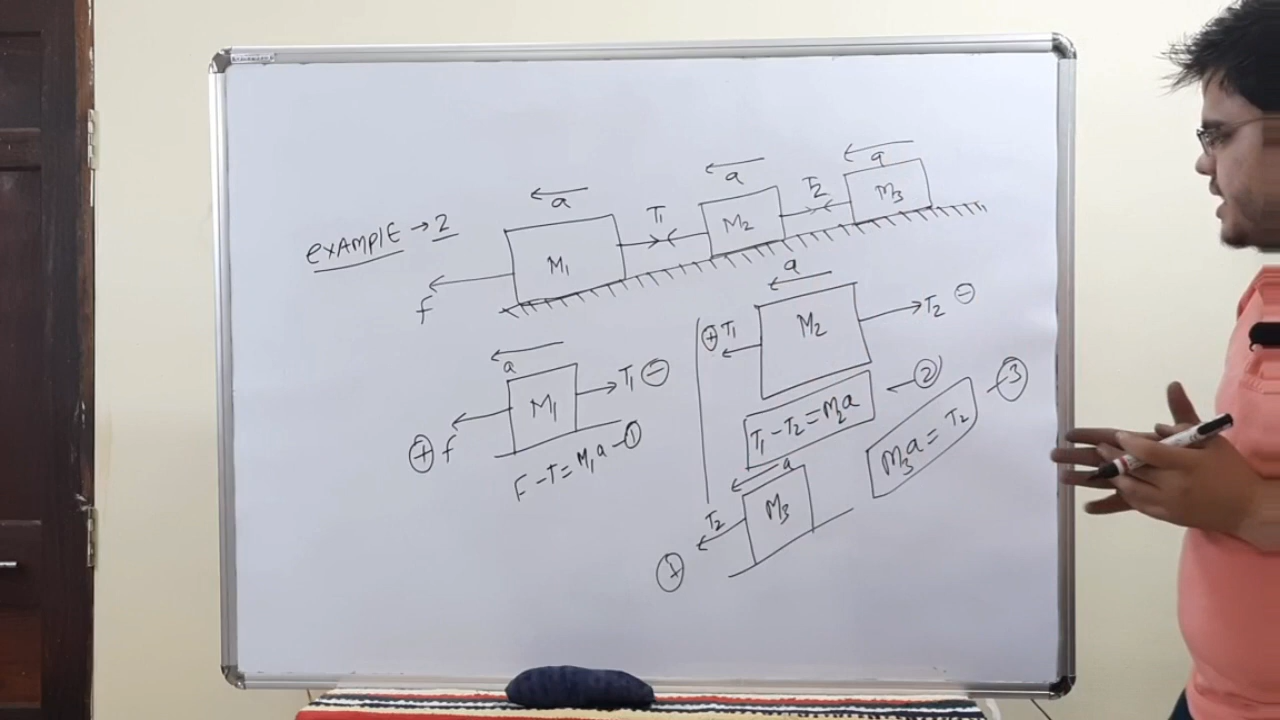 EXAMPLE → 2
f
a
M₁
T₁
a
M₂
T₂
a
M₃
a
M₁
T₁ ⊖
⊕ f
F - T = M₁a - ①
a
⊕ T₁
M₂
T₂ ⊖
T₁ - T₂ = M₂a
← ②
a
T₂
M₃
⊕
M₃a = T₂
- ③